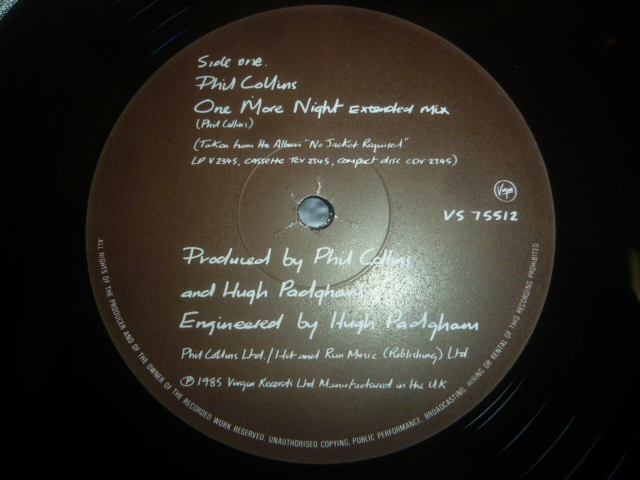 Side one.
Phil Collins
One More Night Extended Mix
(Phil Collins)
(Taken from the Album "No Jacket Required"
LP V 2345, cassette TCV 2345, compact disc CDV 2345)
Virgin
VS 75512
Produced by Phil Collins
and Hugh Padgham
Engineered by Hugh Padgham
Phil Collins Ltd./Hit and Run Music (Publishing) Ltd
℗ 1985 Virgin Records Ltd Manufactured in the UK
ALL RIGHTS OF THE PRODUCER AND OF THE OWNER OF THE RECORDED WORK RESERVED. UNAUTHORISED COPYING, PUBLIC PERFORMANCE, BROADCASTING, HIRING OR RENTAL OF THIS RECORDING PROHIBITED